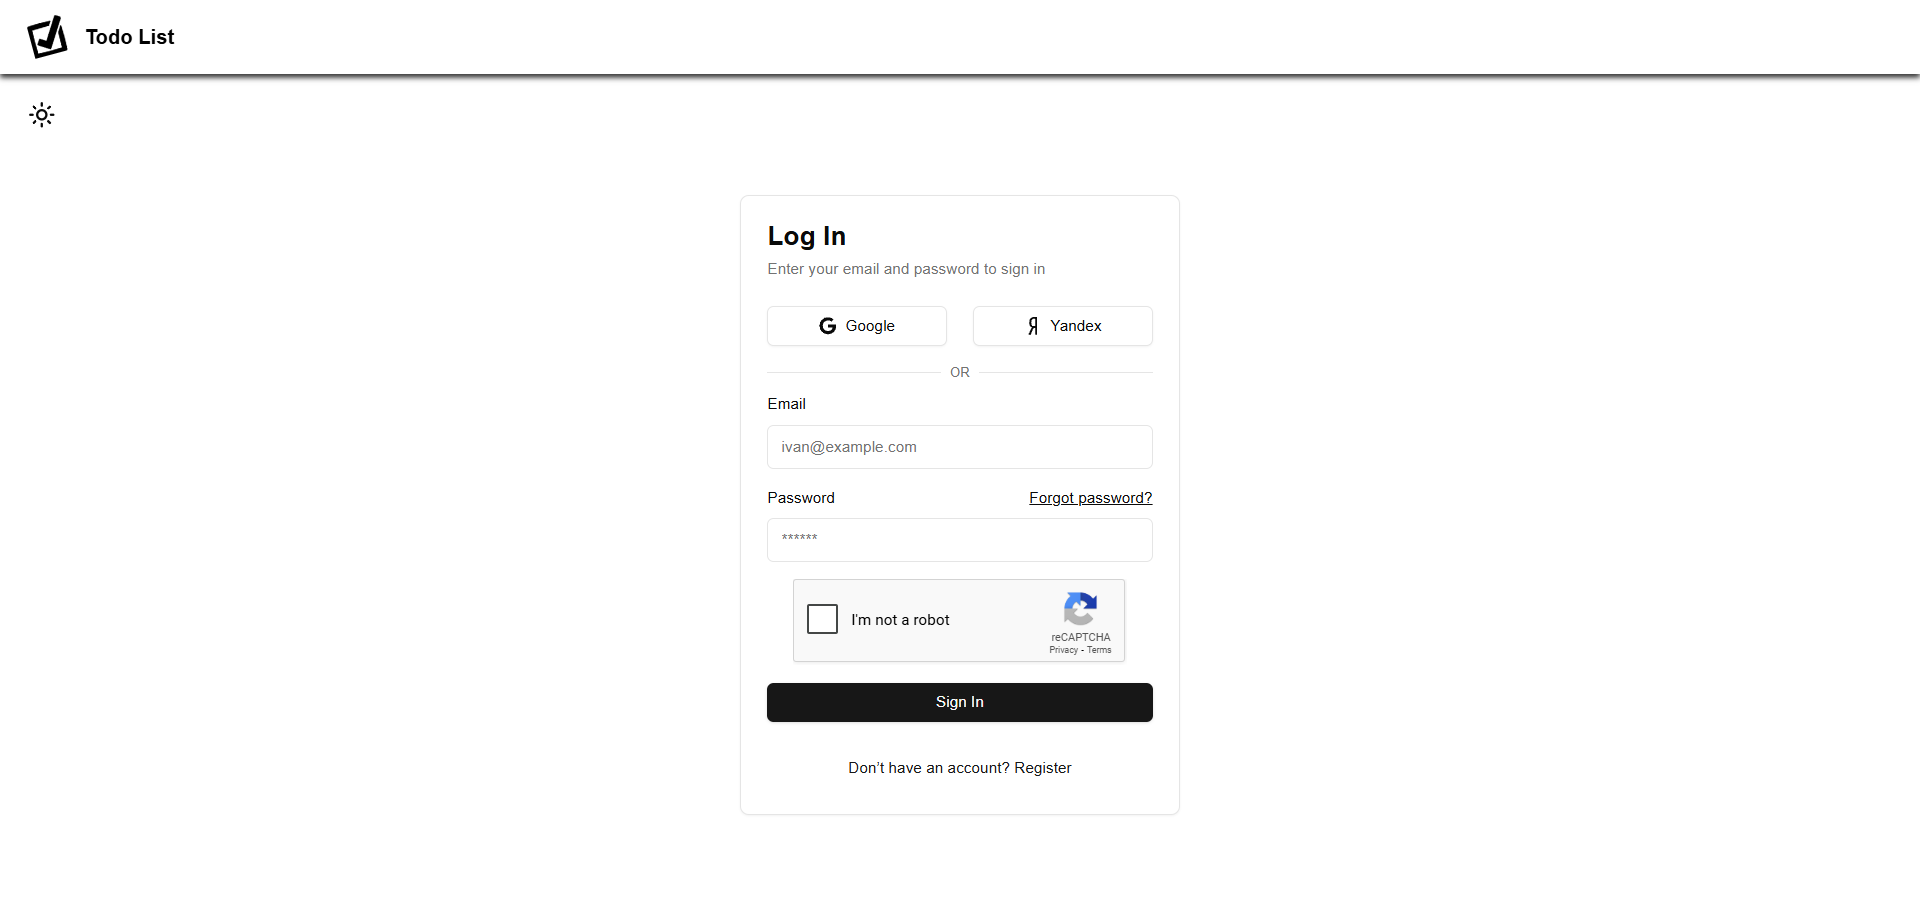 Todo List
Log In
Enter your email and password to sign in
Google
Yandex
OR
Email
ivan@example.com
Password
Forgot password?
******
I'm not a robot
reCAPTCHA
Privacy - Terms
Sign In
Don’t have an account? Register